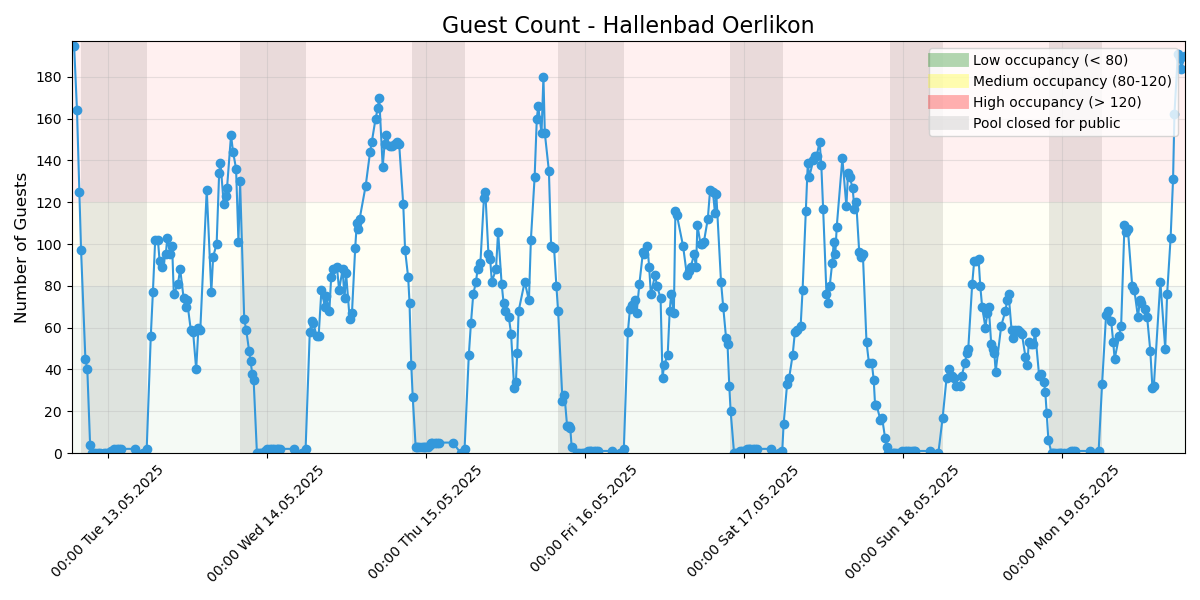 Guest Count - Hallenbad Oerlikon
Low occupancy (< 80)
Medium occupancy (80-120)
High occupancy (> 120)
Pool closed for public
Number of Guests
180
160
140
120
100
80
60
40
20
0
00:00 Tue 13.05.2025
00:00 Wed 14.05.2025
00:00 Thu 15.05.2025
00:00 Fri 16.05.2025
00:00 Sat 17.05.2025
00:00 Sun 18.05.2025
00:00 Mon 19.05.2025